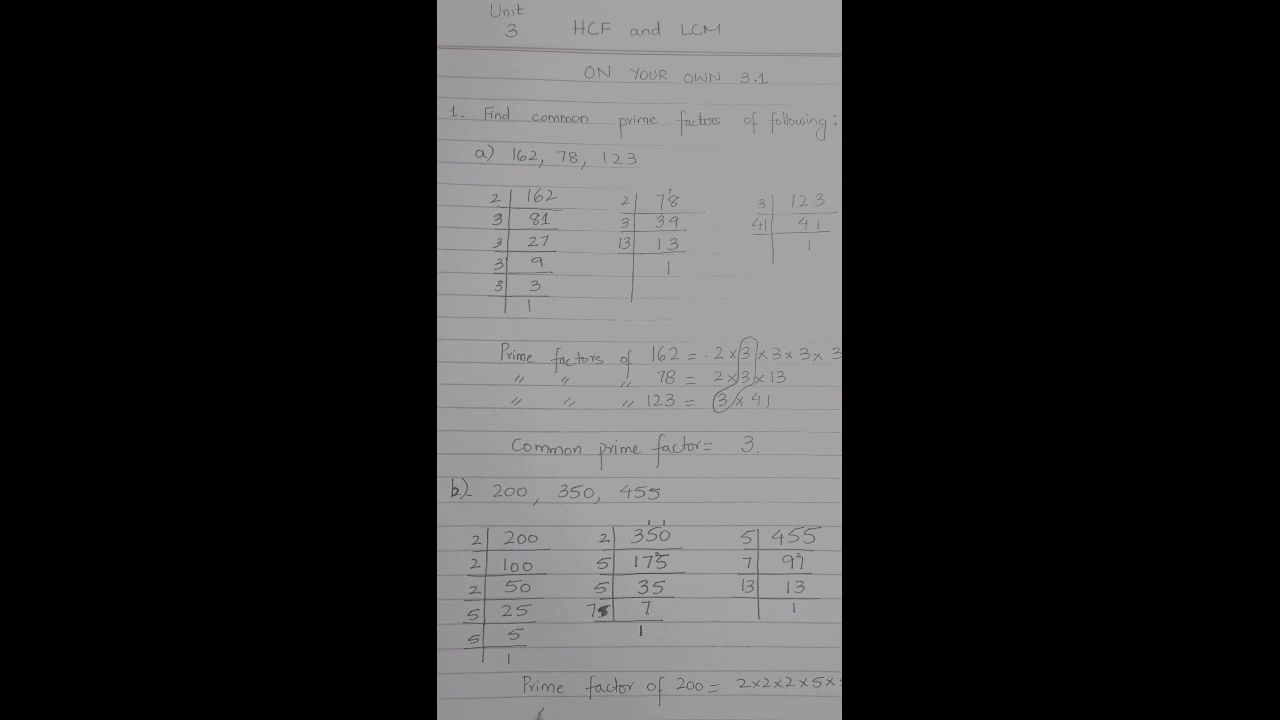 Unit
3 HCF and LCM
ON YOUR OWN 3.1
1. Find common prime factors of following:
a) 162, 78, 123
2 | 162 2 | 78 3 | 123
3 | 81 3 | 39 41 | 41
3 | 27 13 | 13 | 1
3 | 9 | 1
3 | 3
| 1
Prime factors of 162 = 2 × 3 × 3 × 3 × 3
" " " 78 = 2 × 3 × 13
" " " 123 = 3 × 41
Common prime factor = 3.
b) 200, 350, 455
2 | 200 2 | 350 5 | 455
2 | 100 5 | 175 7 | 91
2 | 50 5 | 35 13 | 13
5 | 25 7 | 7 | 1
5 | 5 | 1
| 1
Prime factor of 200 = 2×2×2×5×